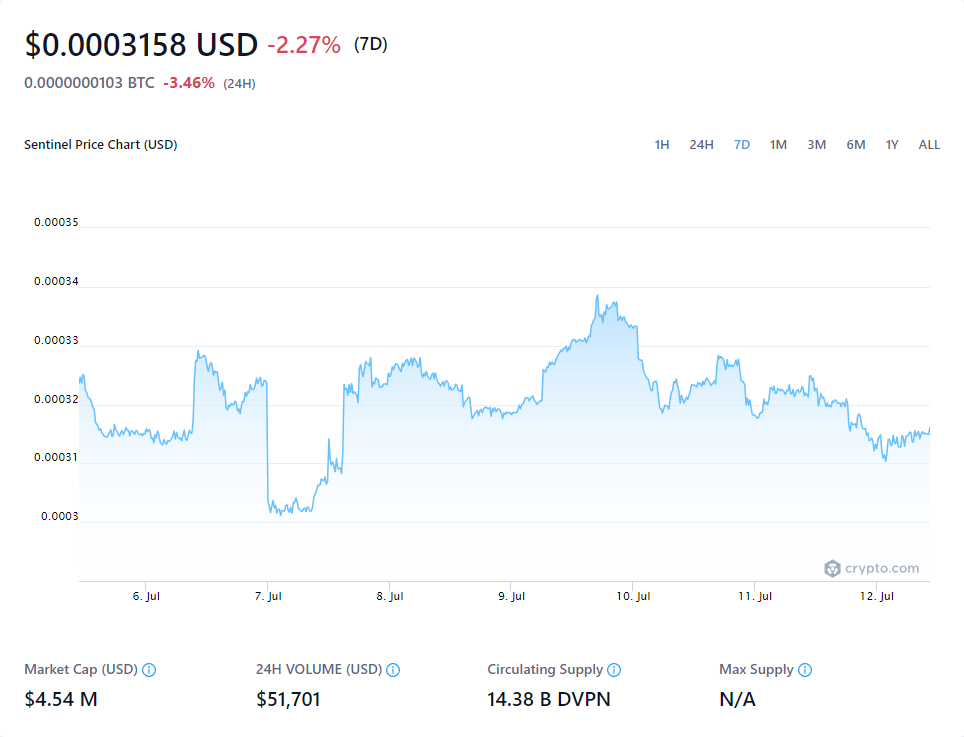 $0.0003158 USD -2.27% (7D)
0.0000000103 BTC -3.46% (24H)
Sentinel Price Chart (USD) 1H 24H 7D 1M 3M 6M 1Y ALL
0.00035
0.00034
0.00033
0.00032
0.00031
0.0003
crypto.com
6. Jul 7. Jul 8. Jul 9. Jul 10. Jul 11. Jul 12. Jul
Market Cap (USD) 24H VOLUME (USD) Circulating Supply Max Supply
$4.54 M $51,701 14.38 B DVPN N/A